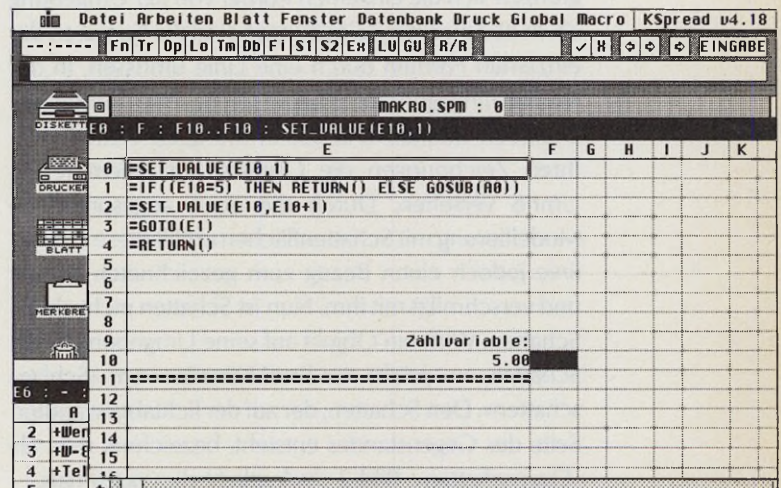 Datei Arbeiten Blatt Fenster Datenbank Druck Global Macro KSpread v4.18
--:---- Fn Tr Op Lo Tm Db Fi S1 S2 Ex LU GU R/R EINGABE
MAKRO.SPM : 0
DISKETTE
E0 : F : F10..F10 : SET_VALUE(E10,1)
E F G H I J K
0 =SET_VALUE(E10,1)
DRUCKER
1 =IF((E10=5) THEN RETURN() ELSE GOSUB(A0))
2 =SET_VALUE(E10,E10+1)
3 =GOTO(E1)
BLATT
4 =RETURN()
5
6
7
MERKBRE
8
9 Zählvariable:
10 5.00
11 ================================
E6 : - :
12
A
13
2 +Wer
14
3 +W-8
15
4 +Tel
16
5